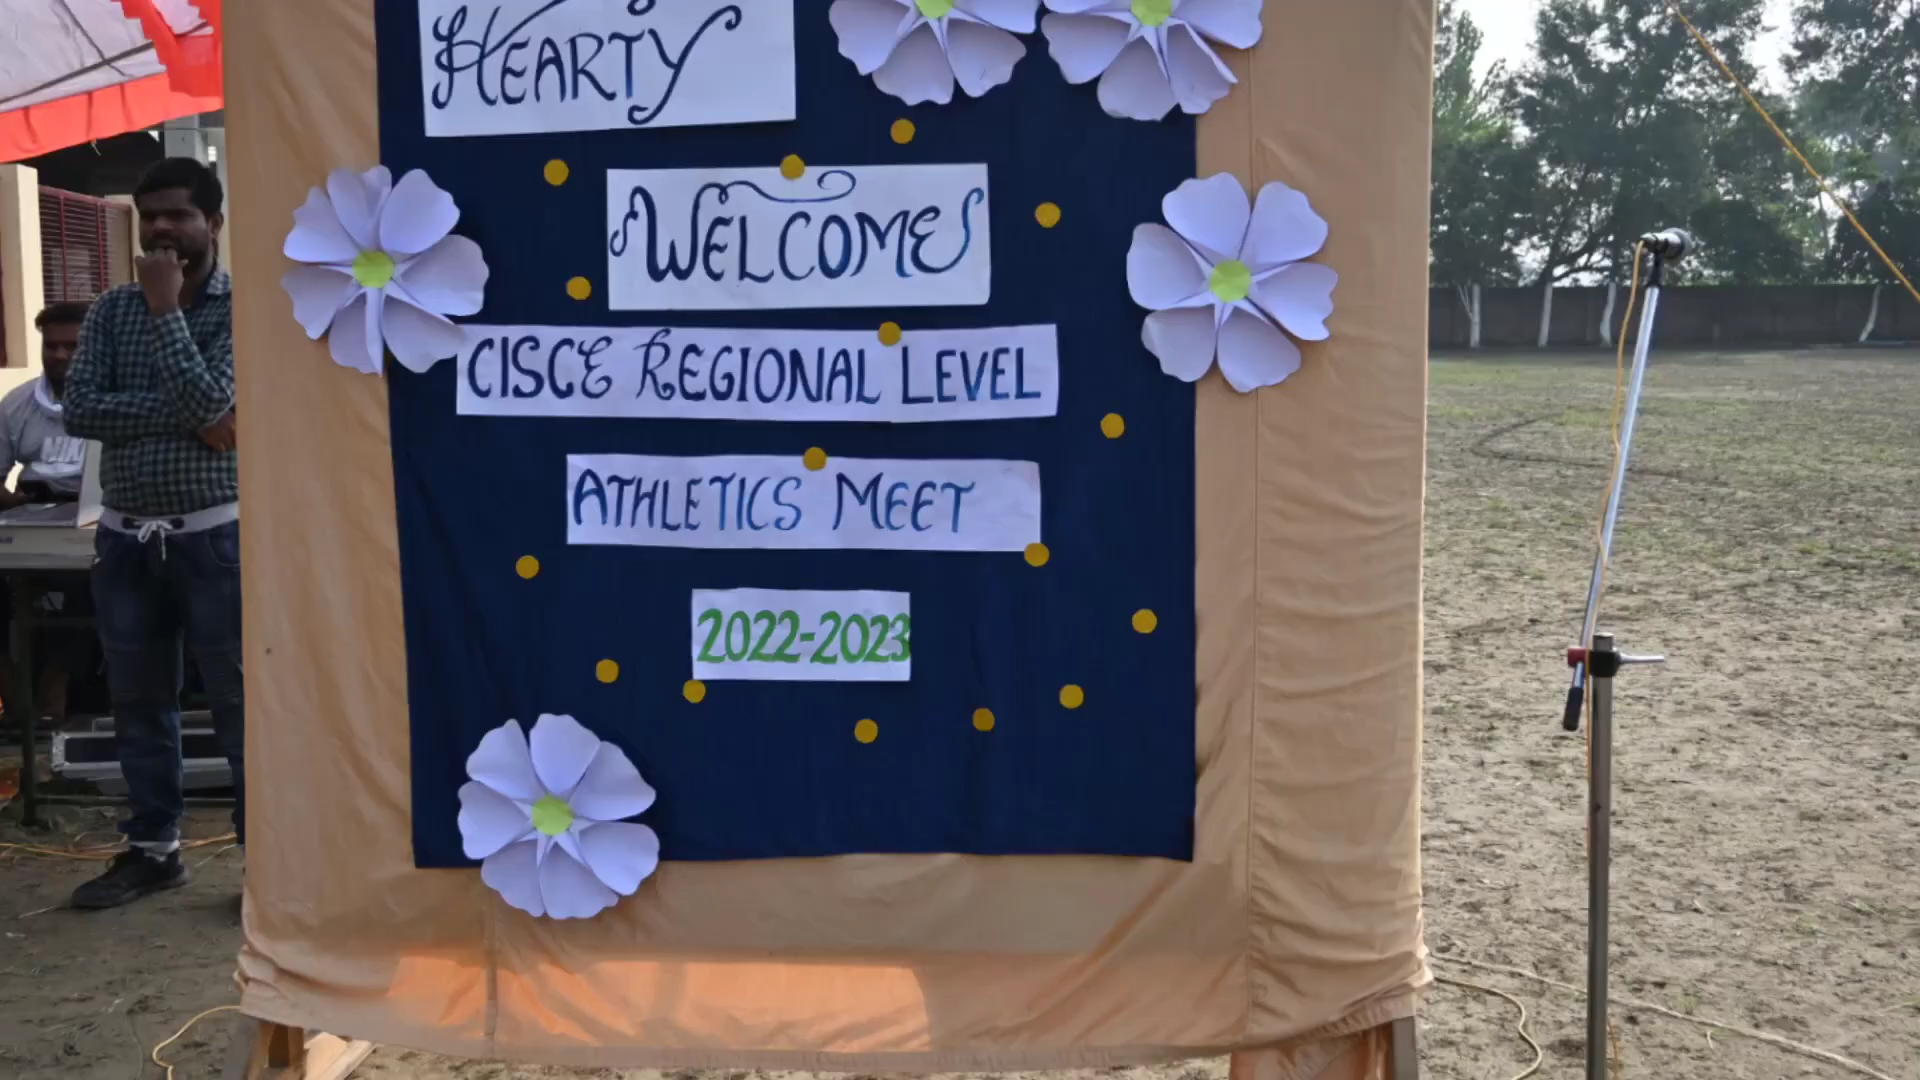 HEARTY
WELCOME
CISCE REGIONAL LEVEL
ATHLETICS MEET
2022-2023